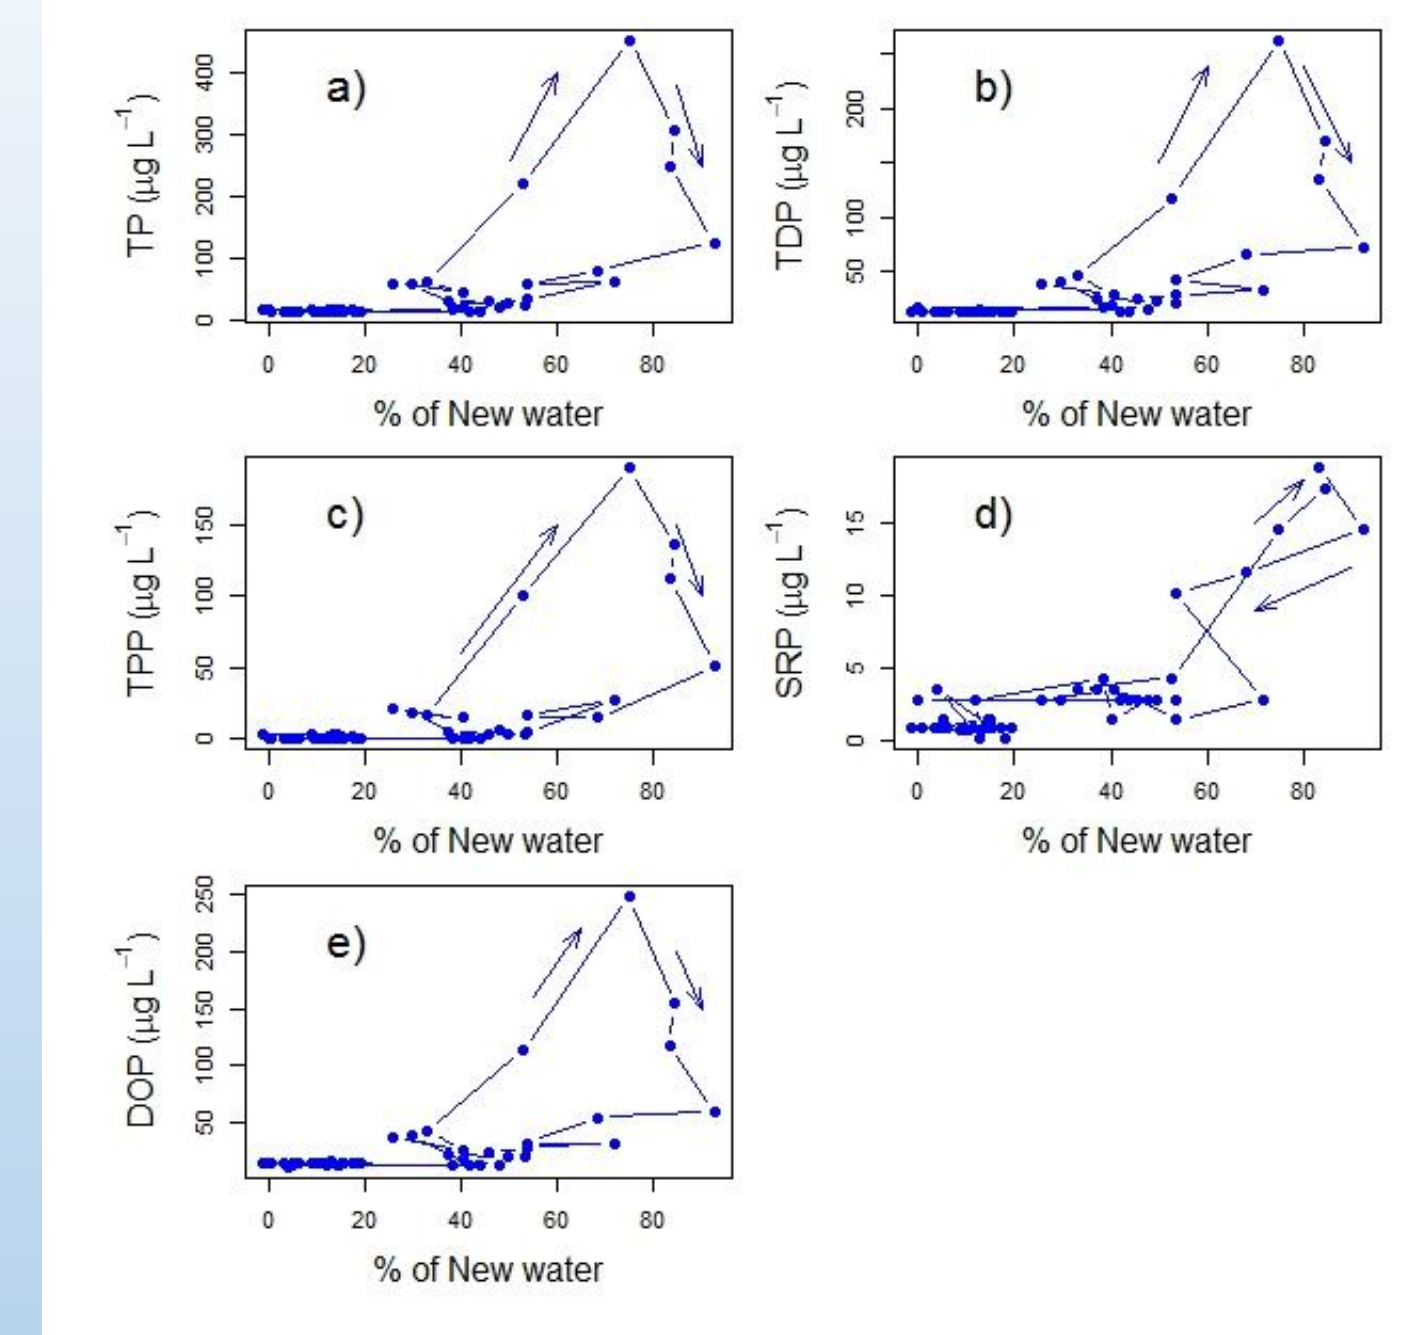 a)
TP (µg L⁻¹)
400
300
200
100
0
0 20 40 60 80
% of New water
b)
TDP (µg L⁻¹)
200
100
50
0 20 40 60 80
% of New water
c)
TPP (µg L⁻¹)
150
100
50
0
0 20 40 60 80
% of New water
d)
SRP (µg L⁻¹)
15
10
5
0
0 20 40 60 80
% of New water
e)
DOP (µg L⁻¹)
250
200
150
100
50
0 20 40 60 80
% of New water